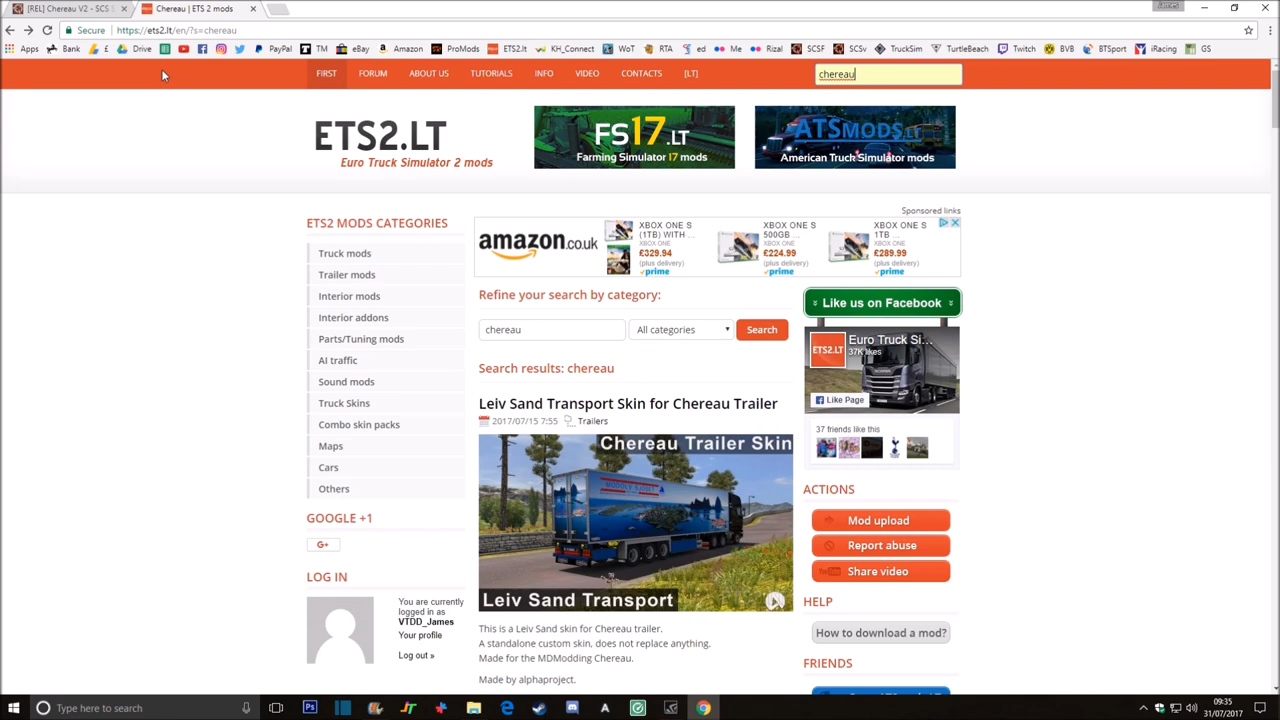 [REL] Chereau V2 - SCS S
Chereau | ETS 2 mods
James
Secure
https://ets2.lt/en/?s=chereau
Apps Bank £ Drive PayPal TM eBay Amazon ProMods ETS2.lt KH_Connect WoT RTA ed Me Rizal SCSF SCSv TruckSim TurtleBeach Twitch BVB BTSport iRacing GS
FIRST FORUM ABOUT US TUTORIALS INFO VIDEO CONTACTS [LT]
chereau
ETS2.LT
Euro Truck Simulator 2 mods
FS17.LT
Farming Simulator 17 mods
ATSMODS.LT
American Truck Simulator mods
Sponsored links
ETS2 MODS CATEGORIES
Truck mods
Trailer mods
Interior mods
Interior addons
Parts/Tuning mods
AI traffic
Sound mods
Truck Skins
Combo skin packs
Maps
Cars
Others
GOOGLE +1
G+
LOG IN
You are currently
logged in as
VTDD_James
Your profile
Log out »
amazon.co.uk
XBOX ONE S
(1TB) WITH ...
XBOX ONE
£329.94
(plus delivery)
prime
XBOX ONE S
500GB ...
XBOX ONE
£224.99
(plus delivery)
prime
XBOX ONE S
1TB ...
XBOX ONE
£289.99
(plus delivery)
prime
Refine your search by category:
chereau
All categories
Search
Search results: chereau
Leiv Sand Transport Skin for Chereau Trailer
2017/07/15 7:55
Trailers
Chereau Trailer Skin
Leiv Sand Transport
This is a Leiv Sand skin for Chereau trailer.
A standalone custom skin, does not replace anything.
Made for the MDModding Chereau.
Made by alphaproject.
Like us on Facebook
ETS2.LT
Euro Truck Si...
37K likes
Like Page
37 friends like this
ACTIONS
Mod upload
Report abuse
Share video
HELP
How to download a mod?
FRIENDS
Type here to search
09:35
31/07/2017